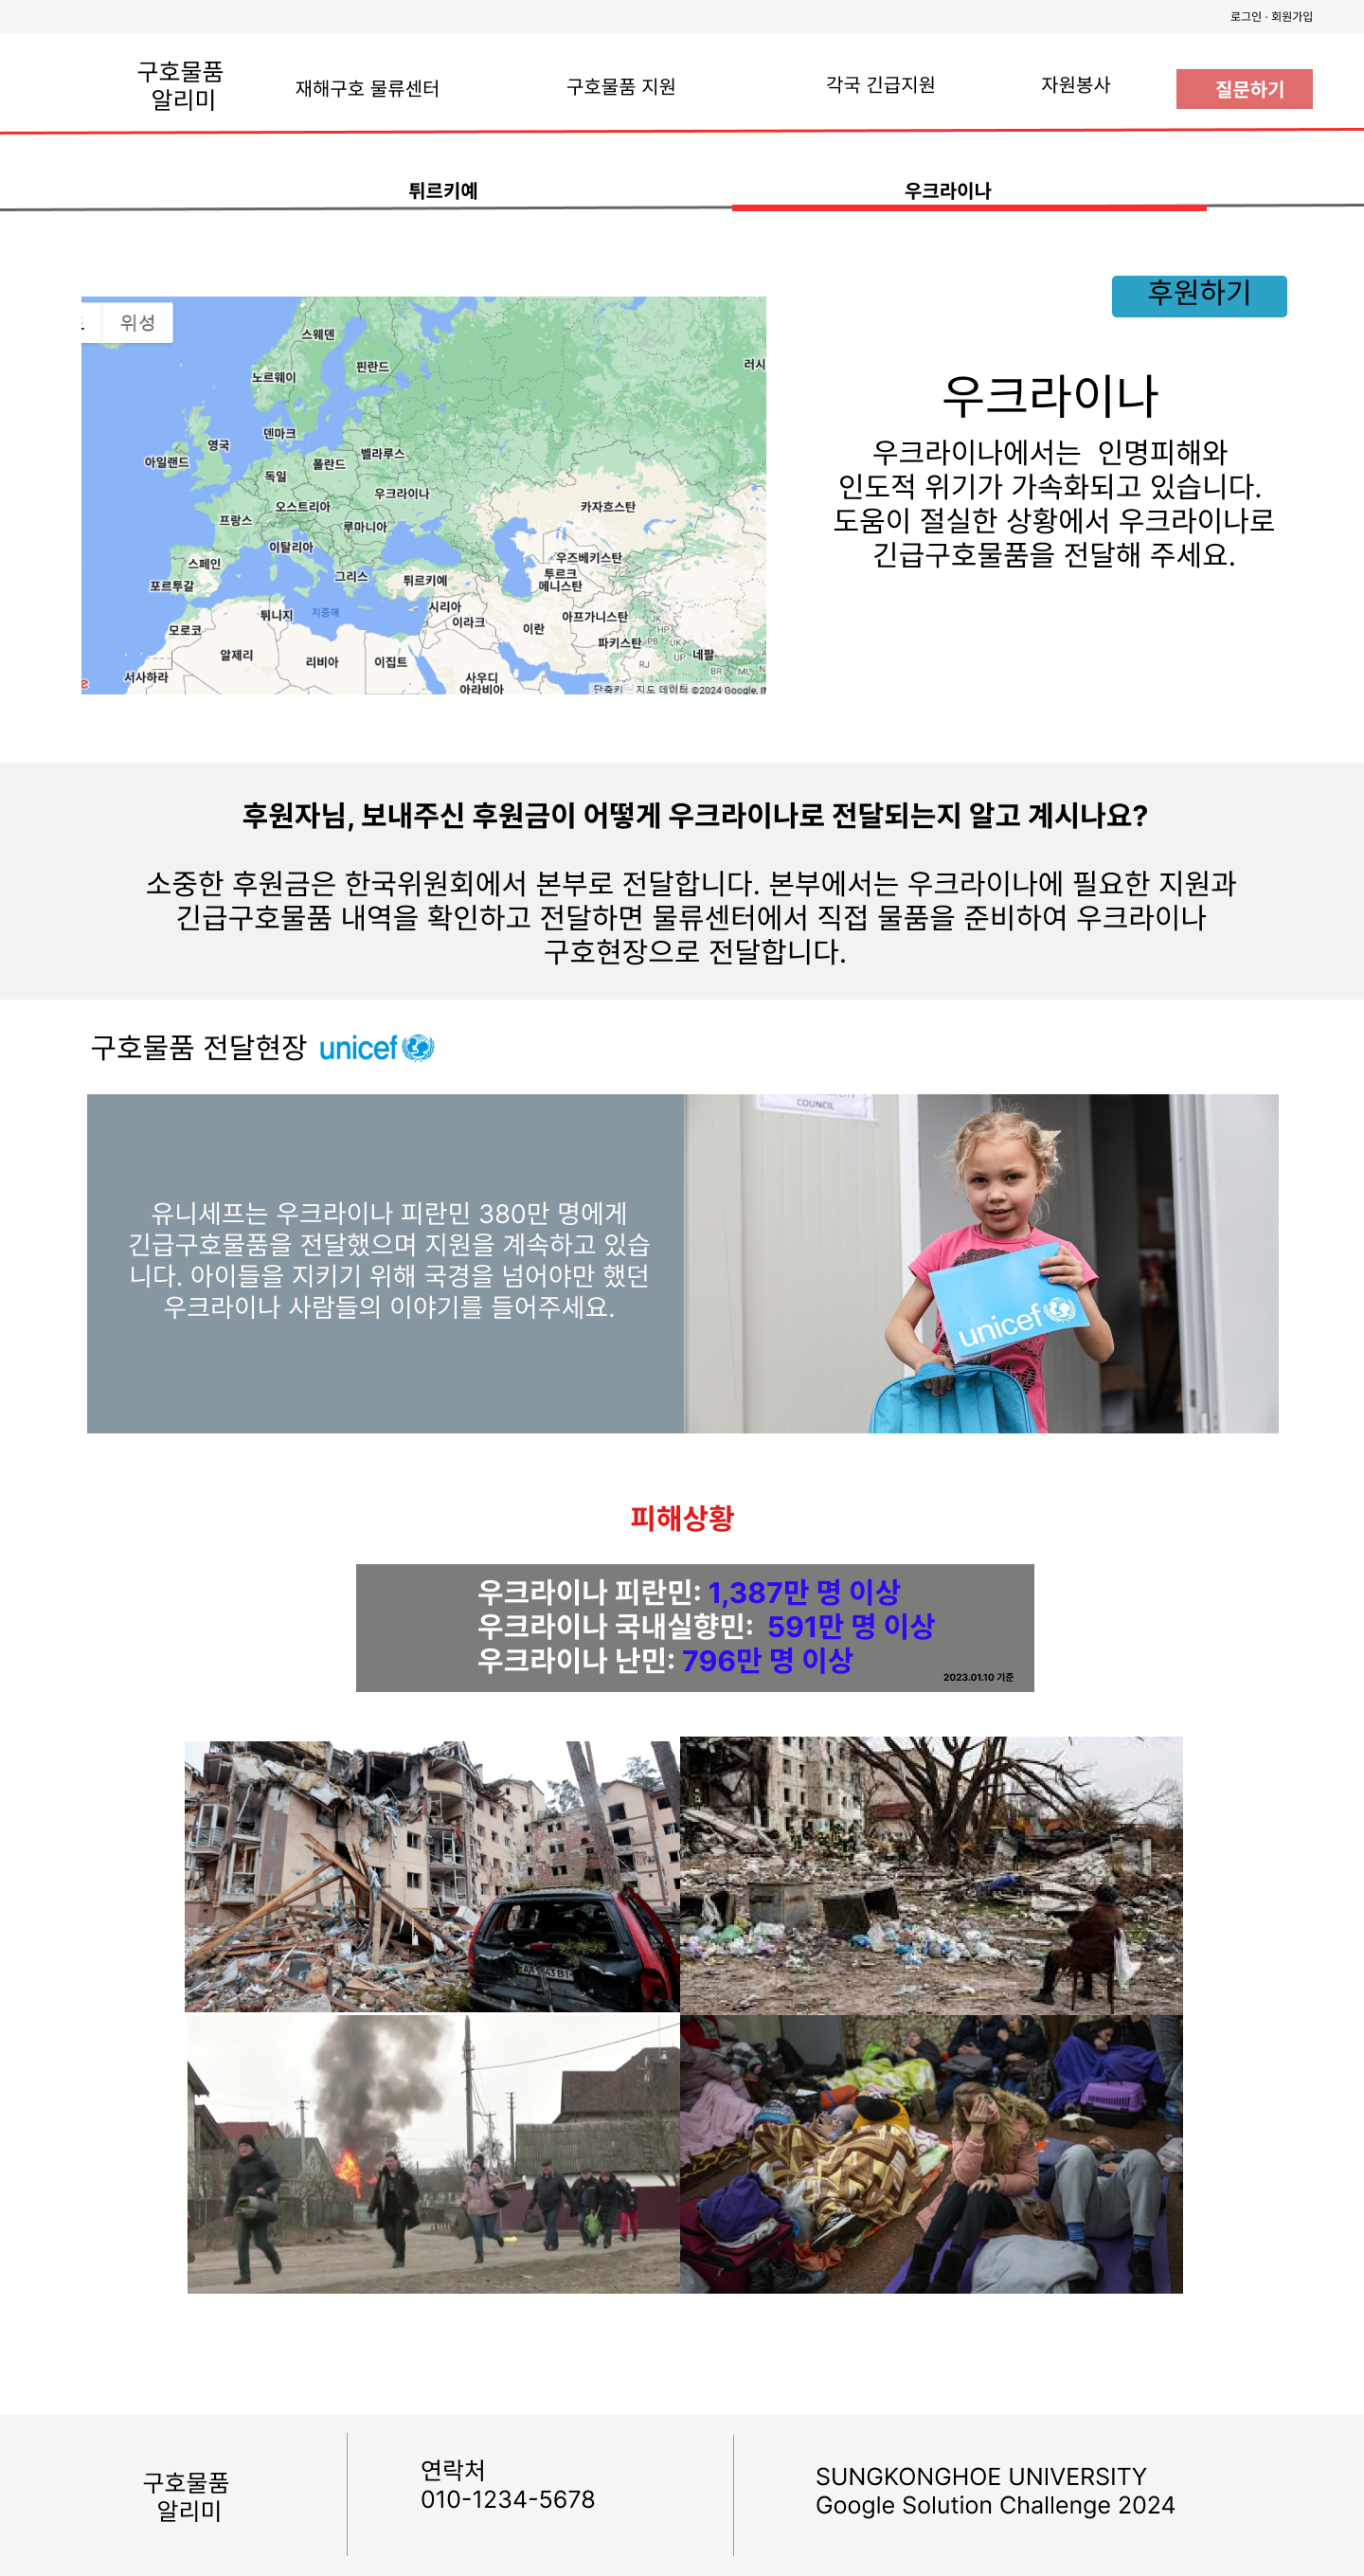 로그인 · 회원가입
구호물품
알리미
재해구호 물류센터
구호물품 지원
각국 긴급지원
자원봉사
질문하기
튀르키예
우크라이나
후원하기
위성
스웨덴
핀란드
러시
노르웨이
덴마크
영국
아일랜드
벨라루스
폴란드
독일
우크라이나
오스트리아
카자흐스탄
프랑스
루마니아
이탈리아
우즈베키스탄
스페인
투르크
메니스탄
그리스
튀르키예
포르투갈
시리아
튀니지
지중해
이라크
아프가니스탄
JK
HP
모로코
이란
파키스탄
PB
UK
네팔
알제리
리비아
이집트
RJ
UP
BR
ML
서사하라
사우디
아라비아
단축키
지도 데이터 ©2024 Google,
우크라이나
우크라이나에서는 인명피해와
인도적 위기가 가속화되고 있습니다.
도움이 절실한 상황에서 우크라이나로
긴급구호물품을 전달해 주세요.
후원자님, 보내주신 후원금이 어떻게 우크라이나로 전달되는지 알고 계시나요?
소중한 후원금은 한국위원회에서 본부로 전달합니다. 본부에서는 우크라이나에 필요한 지원과
긴급구호물품 내역을 확인하고 전달하면 물류센터에서 직접 물품을 준비하여 우크라이나
구호현장으로 전달합니다.
구호물품 전달현장 unicef
COUNCIL
유니세프는 우크라이나 피란민 380만 명에게
긴급구호물품을 전달했으며 지원을 계속하고 있습
니다. 아이들을 지키기 위해 국경을 넘어야만 했던
우크라이나 사람들의 이야기를 들어주세요.
unicef
피해상황
우크라이나 피란민: 1,387만 명 이상
우크라이나 국내실향민: 591만 명 이상
우크라이나 난민: 796만 명 이상
2023.01.10 기준
구호물품
알리미
연락처
010-1234-5678
SUNGKONGHOE UNIVERSITY
Google Solution Challenge 2024